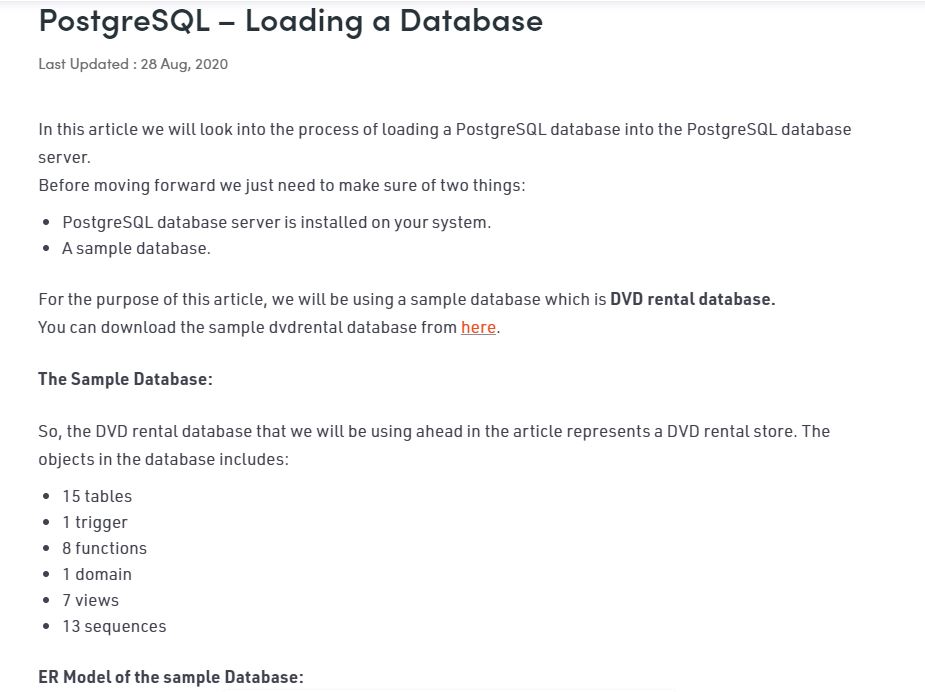 PostgreSQL – Loading a Database
Last Updated : 28 Aug, 2020
In this article we will look into the process of loading a PostgreSQL database into the PostgreSQL database
server.
Before moving forward we just need to make sure of two things:
• PostgreSQL database server is installed on your system.
• A sample database.
For the purpose of this article, we will be using a sample database which is DVD rental database.
You can download the sample dvdrental database from here.
The Sample Database:
So, the DVD rental database that we will be using ahead in the article represents a DVD rental store. The
objects in the database includes:
• 15 tables
• 1 trigger
• 8 functions
• 1 domain
• 7 views
• 13 sequences
ER Model of the sample Database: